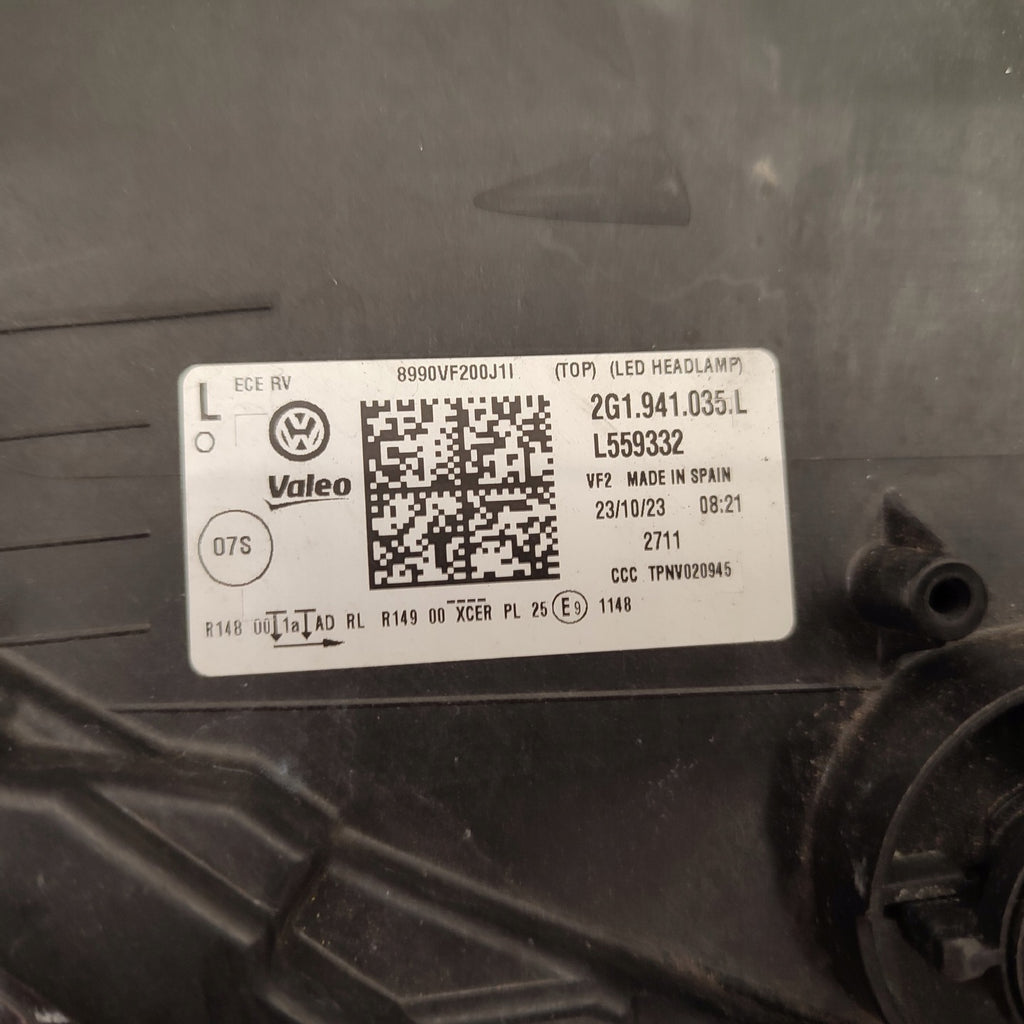 L ECE RV 8990VF200J1I (TOP) (LED HEADLAMP)
2G1.941.035.L
L559332
Valeo
VF2 MADE IN SPAIN
23/10/23 08:21
07S
2711
CCC TPNV020945
R148 00 1a AD RL R149 00 XCER PL 25 E9 1148